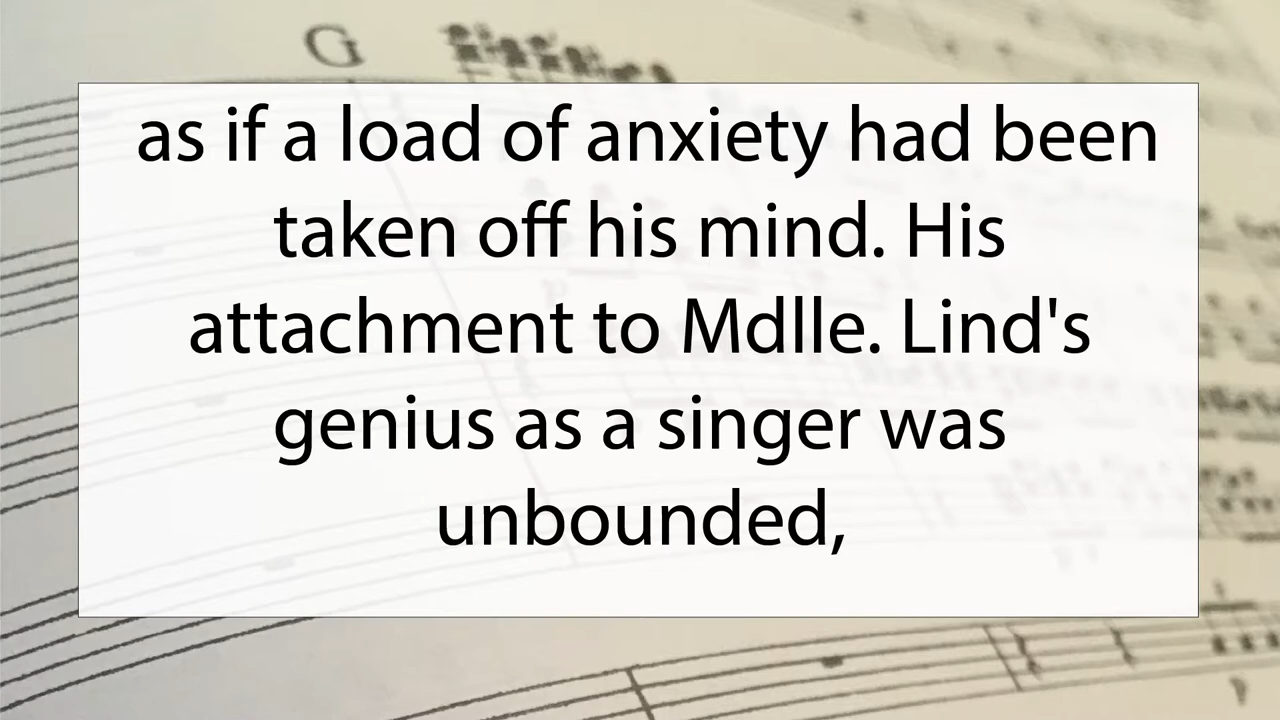 G
as if a load of anxiety had been
taken off his mind. His
attachment to Mdlle. Lind's
genius as a singer was
unbounded,